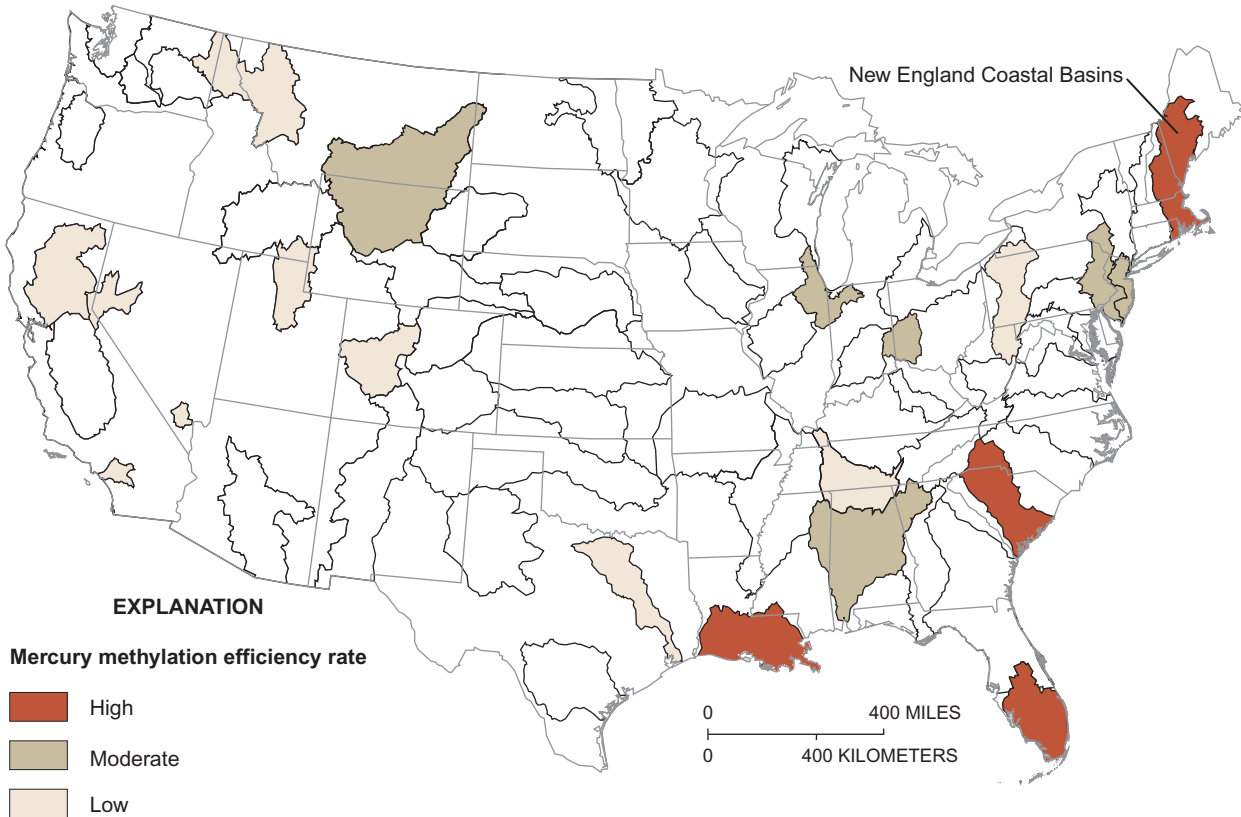 New England Coastal Basins
EXPLANATION
Mercury methylation efficiency rate
High
Moderate
Low
0 400 MILES
0 400 KILOMETERS